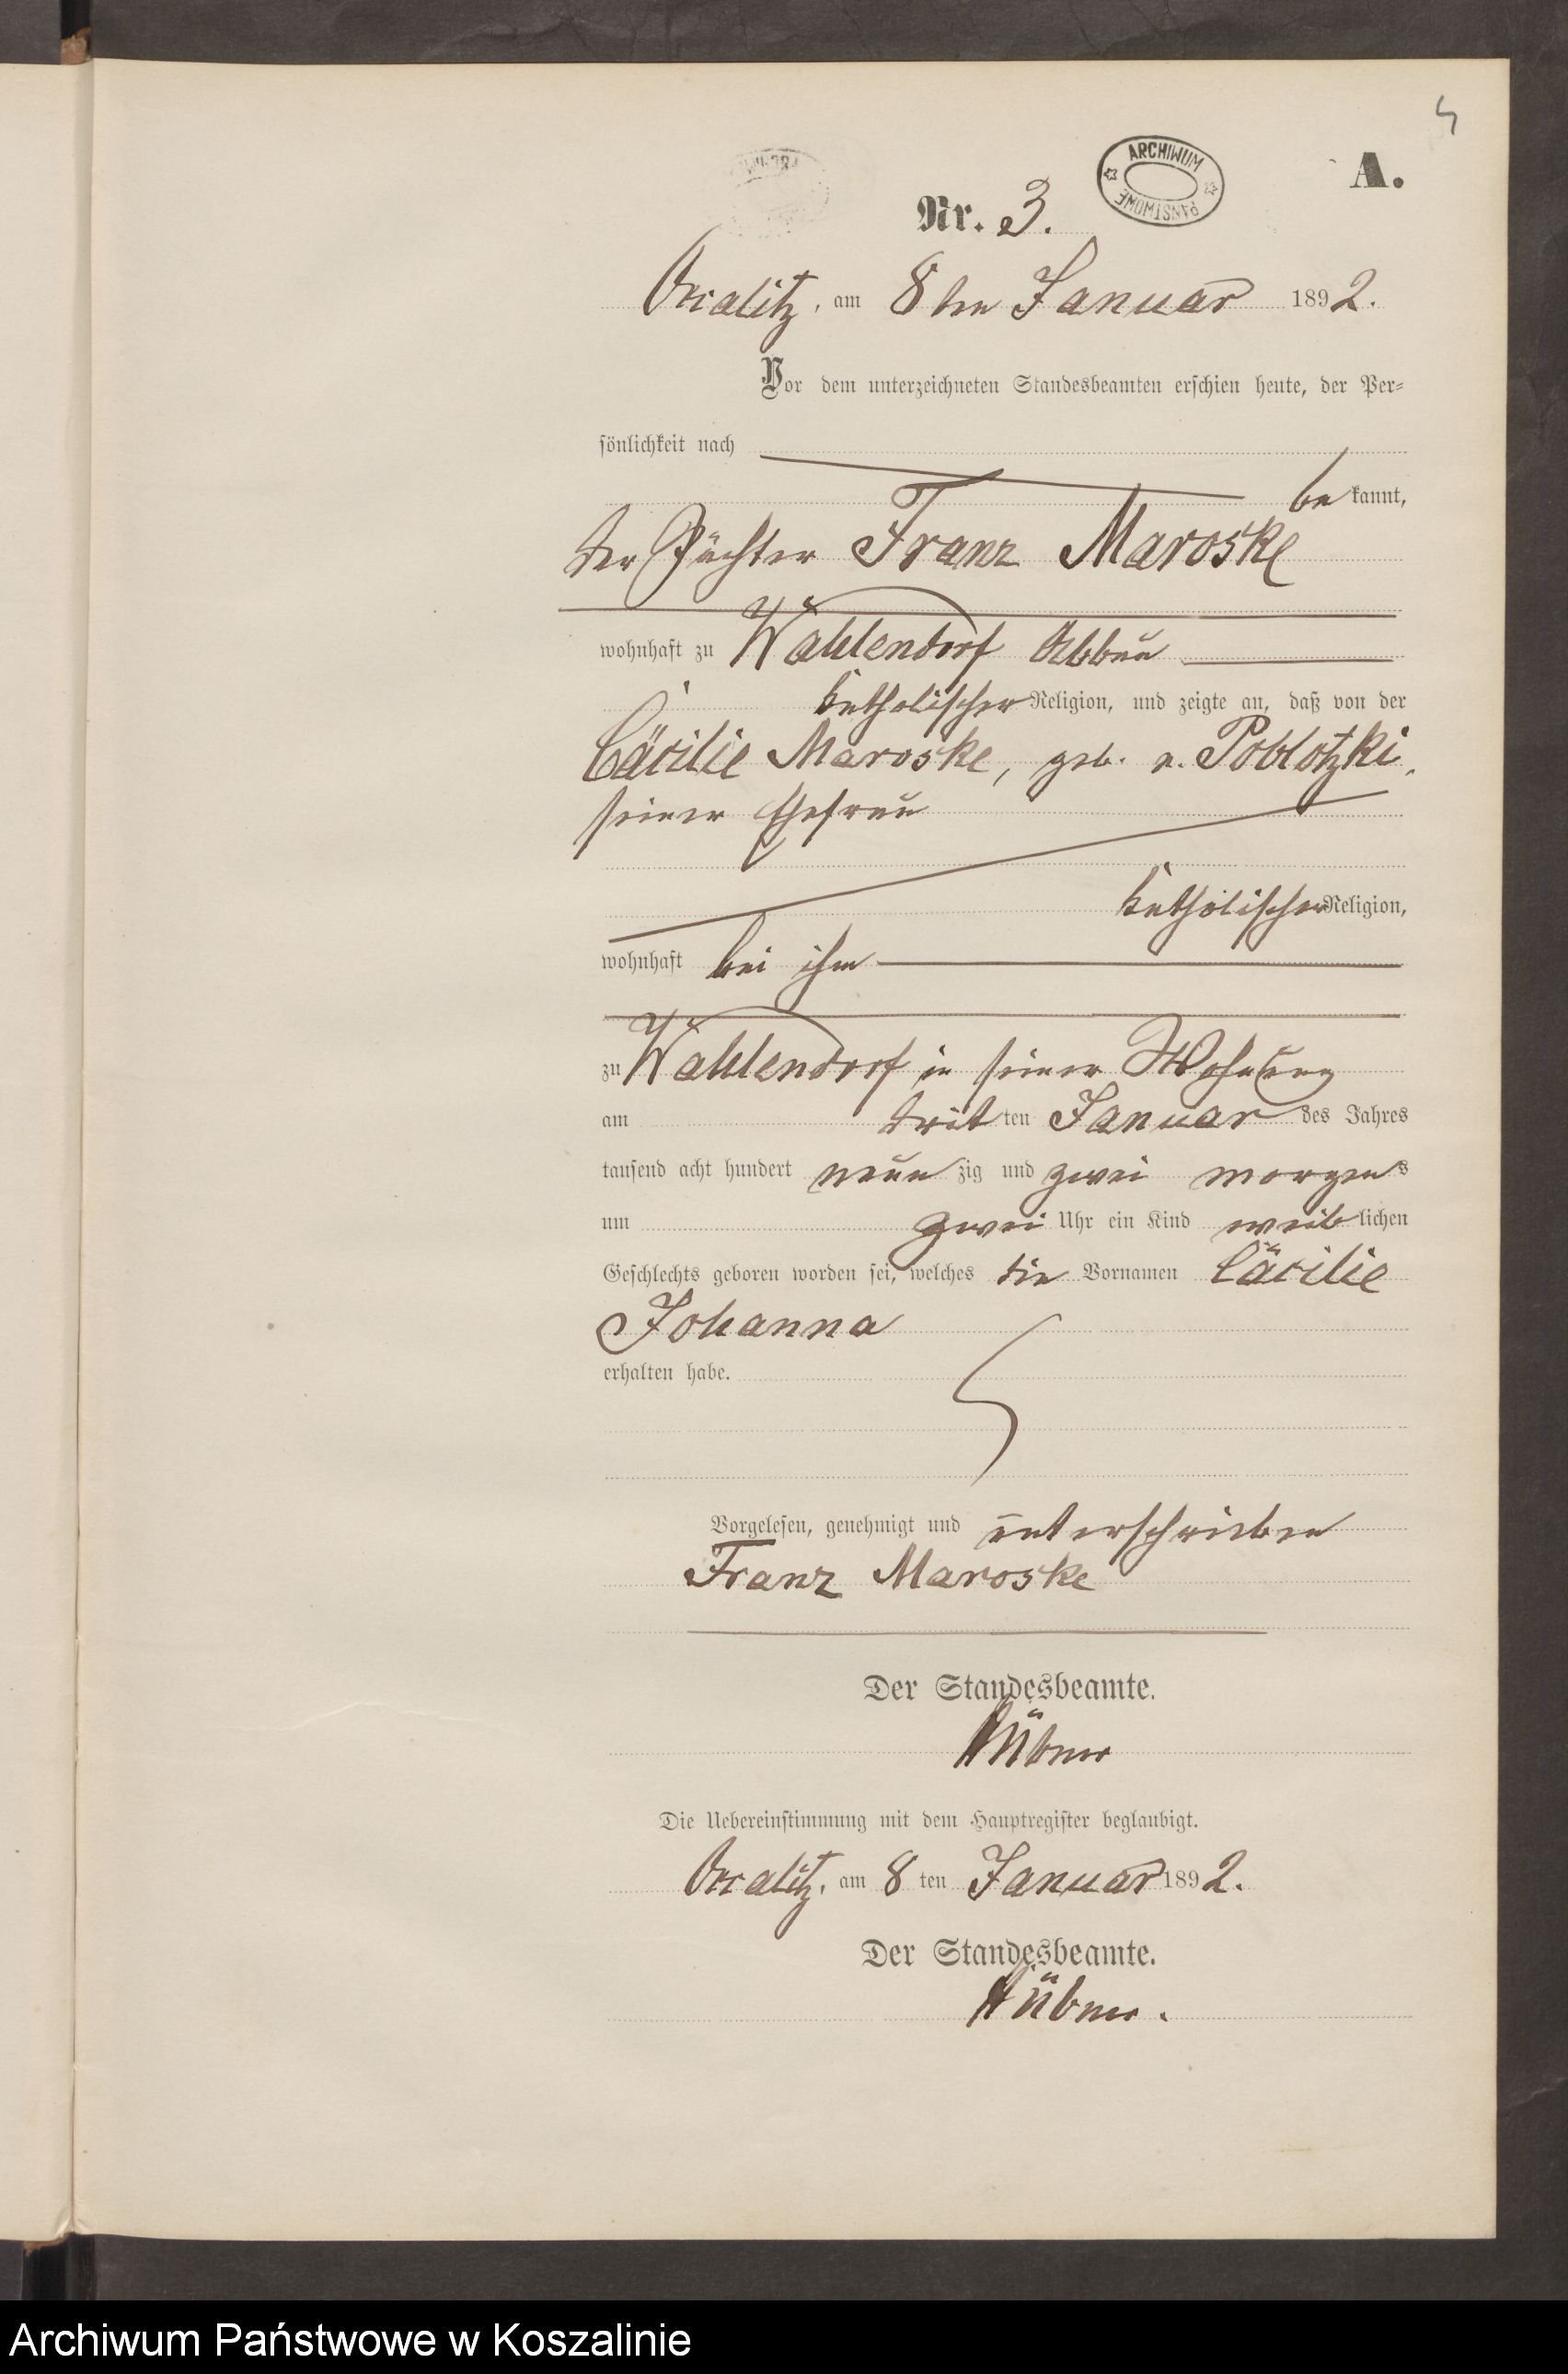 4
A.
ARCHIWUM
PAŃSTWOWE
Nr. 3.
Occalitz, am 8ten Januar 1892.
Vor dem unterzeichneten Standesbeamten erschien heute, der Per-
sönlichkeit nach
bekannt,
der Pächter Franz Maroske
wohnhaft zu Wahlendorf Abbau
katholischer Religion, und zeigte an, daß von der
Cäcilie Maroske, geb. v. Poblotzki,
seiner Ehefrau
katholischer Religion,
wohnhaft bei ihm
zu Wahlendorf in seiner Wohnung
am dritten Januar des Jahres
tausend acht hundert neunzig und zwei morgens
um zwei Uhr ein Kind weiblichen
Geschlechts geboren worden sei, welches die Vornamen Cäcilie
Johanna
erhalten habe.
Vorgelesen, genehmigt und unterschrieben
Franz Maroske
Der Standesbeamte.
Hübner
Die Uebereinstimmung mit dem Hauptregister beglaubigt.
Occalitz, am 8ten Januar 1892.
Der Standesbeamte.
Hübner.
Archiwum Państwowe w Koszalinie